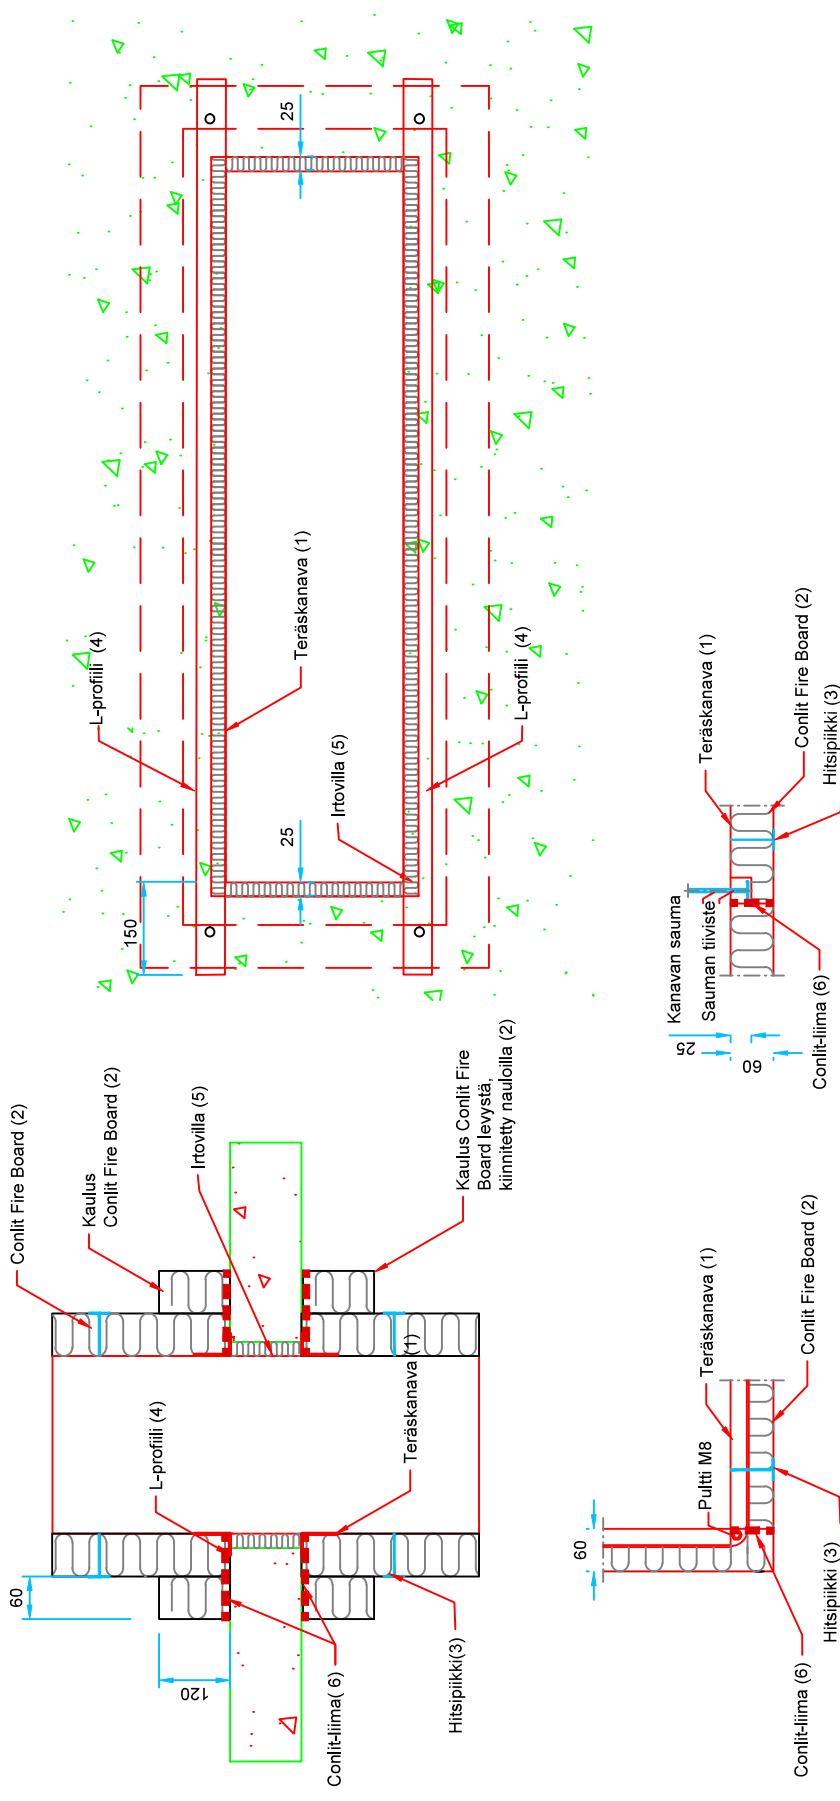 Conlit Fire Board (2)
Kaulus
Conlit Fire Board (2)
Irtovilla (5)
Kaulus Conlit Fire
Board levystä,
kiinnitetty nauloilla (2)
L-profiili (4)
Teräskanava (1)
60
120
Conlit-liima( 6)
Hitsipiikki(3)
L-profiili (4)
Teräskanava (1)
Irtovilla (5)
L-profiili (4)
150
25
25
60
Pultti M8
Teräskanava (1)
Conlit Fire Board (2)
Conlit-liima (6)
Hitsipiikki (3)
Kanavan sauma
Sauman tiiviste
Teräskanava (1)
Conlit Fire Board (2)
Hitsipiikki (3)
25
60
Conlit-liima (6)